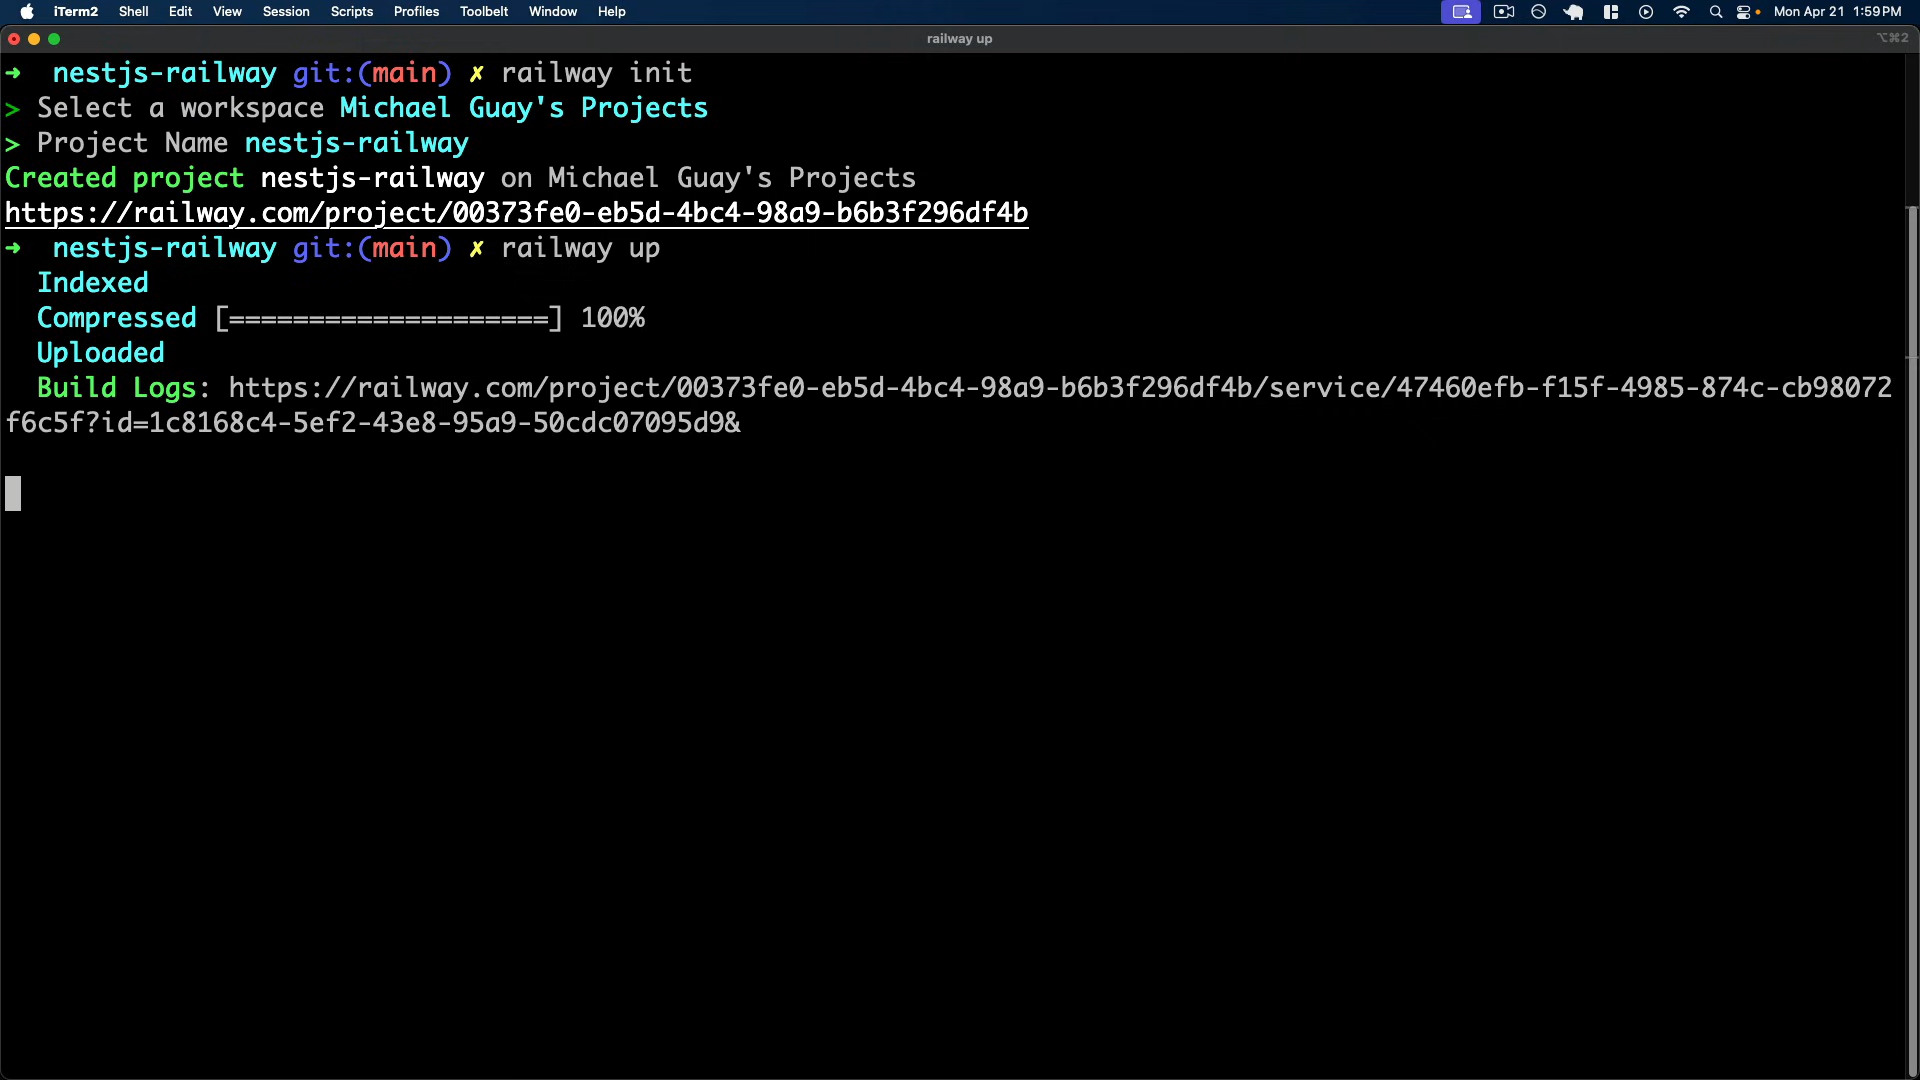 iTerm2 Shell Edit View Session Scripts Profiles Toolbelt Window Help Mon Apr 21 1:59 PM
railway up ⌥⌘2
➜ nestjs-railway git:(main) ✗ railway init
> Select a workspace Michael Guay's Projects
> Project Name nestjs-railway
Created project nestjs-railway on Michael Guay's Projects
https://railway.com/project/00373fe0-eb5d-4bc4-98a9-b6b3f296df4b
➜ nestjs-railway git:(main) ✗ railway up
Indexed
Compressed [====================] 100%
Uploaded
Build Logs: https://railway.com/project/00373fe0-eb5d-4bc4-98a9-b6b3f296df4b/service/47460efb-f15f-4985-874c-cb98072
f6c5f?id=1c8168c4-5ef2-43e8-95a9-50cdc07095d9&